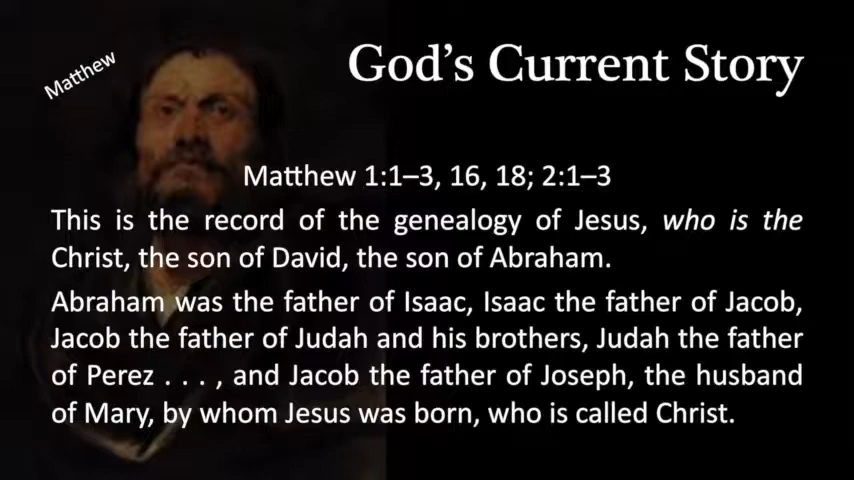 Matthew
God’s Current Story
Matthew 1:1–3, 16, 18; 2:1–3
This is the record of the genealogy of Jesus, who is the
Christ, the son of David, the son of Abraham.
Abraham was the father of Isaac, Isaac the father of Jacob,
Jacob the father of Judah and his brothers, Judah the father
of Perez . . . , and Jacob the father of Joseph, the husband
of Mary, by whom Jesus was born, who is called Christ.